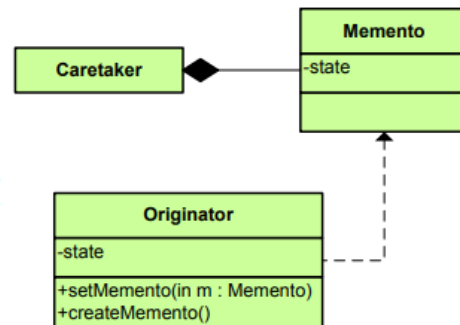 Memento
Caretaker
-state
Originator
-state
+setMemento(in m : Memento)
+createMemento()